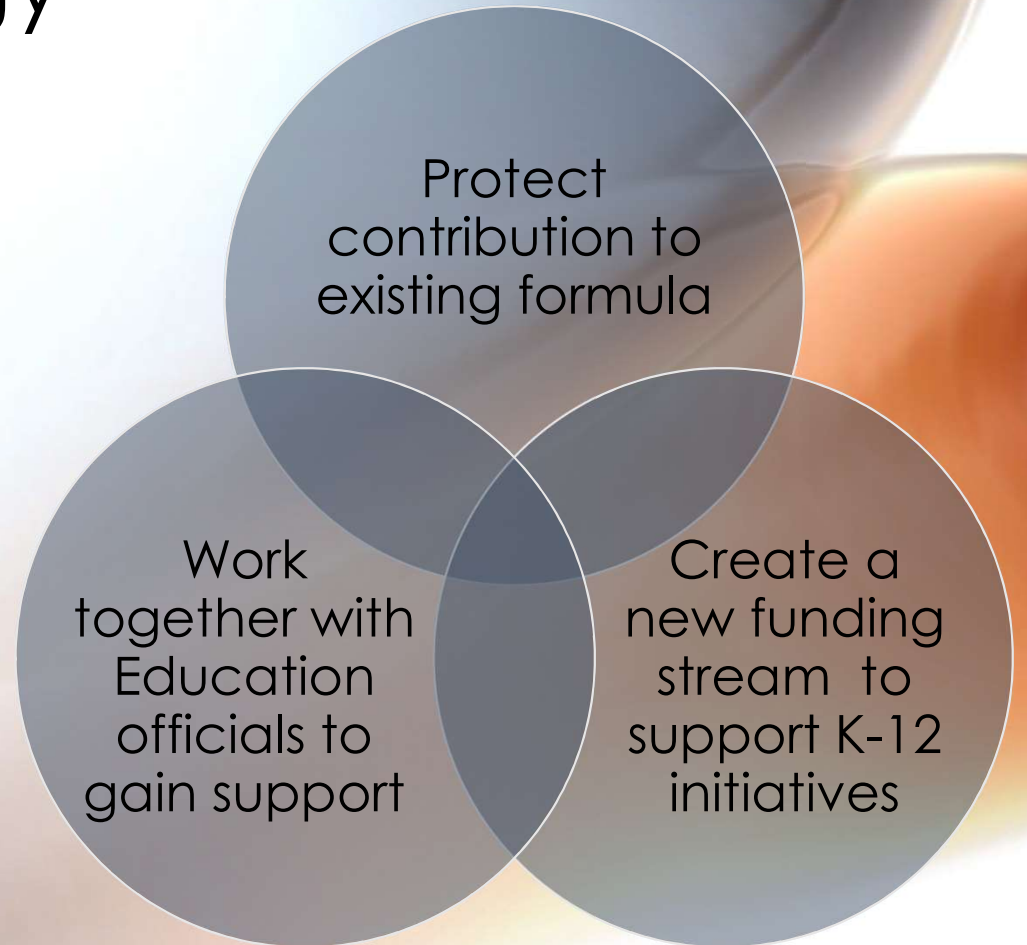 Protect
contribution to
existing formula
Work
together with
Education
officials to
gain support
Create a
new funding
stream to
support K-12
initiatives